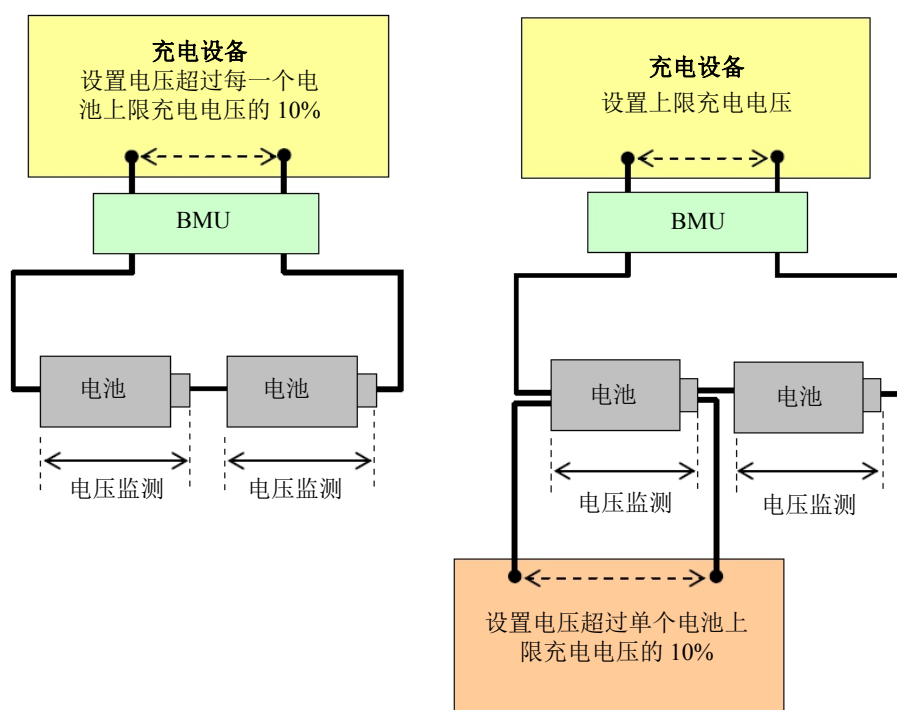 充电设备
设置电压超过每一个电
池上限充电电压的 10%
BMU
电池
电池
电压监测
电压监测
充电设备
设置上限充电电压
BMU
电池
电池
电压监测
电压监测
设置电压超过单个电池上
限充电电压的 10%